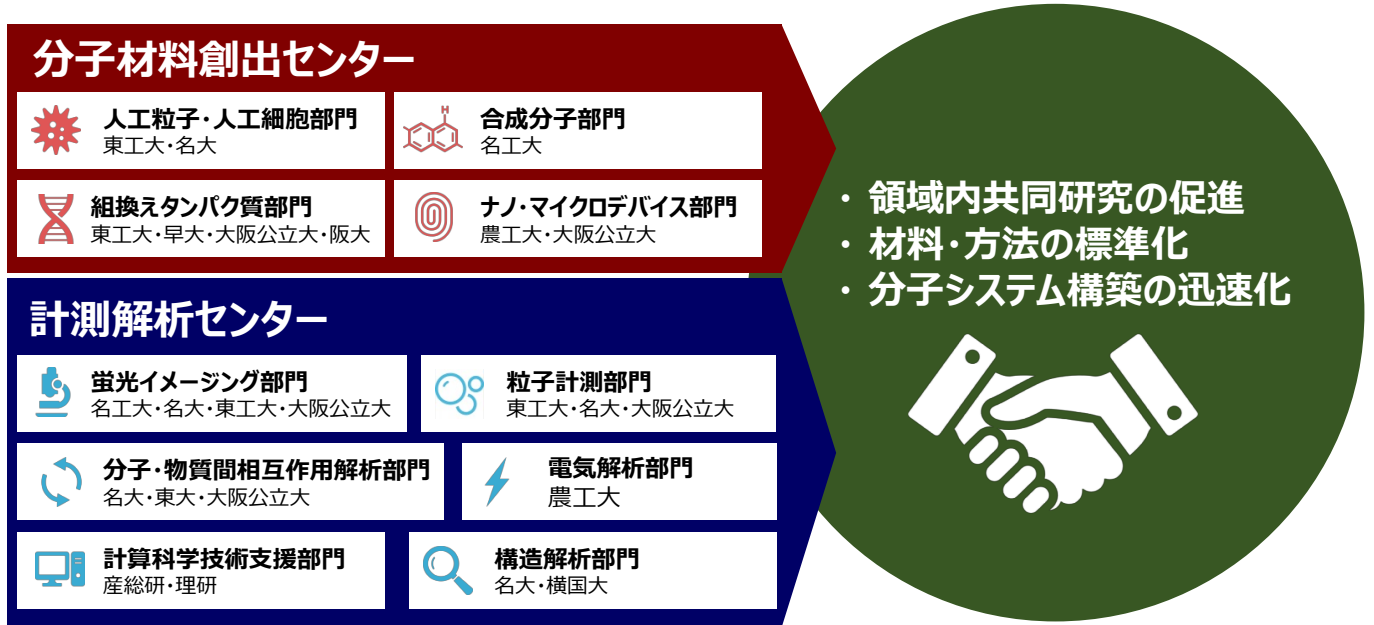 分子材料創出センター
人工粒子・人工細胞部門
東工大・名大
合成分子部門
名工大
H
組換えタンパク質部門
東工大・早大・大阪公立大・阪大
ナノ・マイクロデバイス部門
農工大・大阪公立大
計測解析センター
蛍光イメージング部門
名工大・名大・東工大・大阪公立大
粒子計測部門
東工大・名大・大阪公立大
分子・物質間相互作用解析部門
名大・東大・大阪公立大
電気解析部門
農工大
計算科学技術支援部門
産総研・理研
構造解析部門
名大・横国大
・ 領域内共同研究の促進
・ 材料・方法の標準化
・ 分子システム構築の迅速化